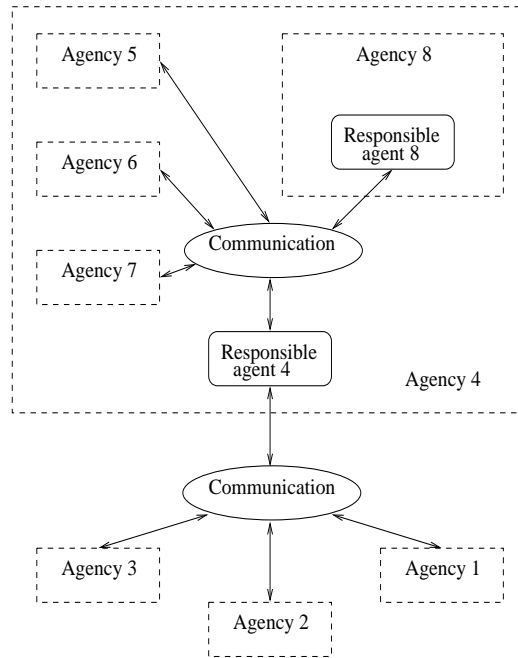 Agency 5
Agency 8
Responsible
agent 8
Agency 6
Communication
Agency 7
Responsible
agent 4
Agency 4
Communication
Agency 3
Agency 1
Agency 2